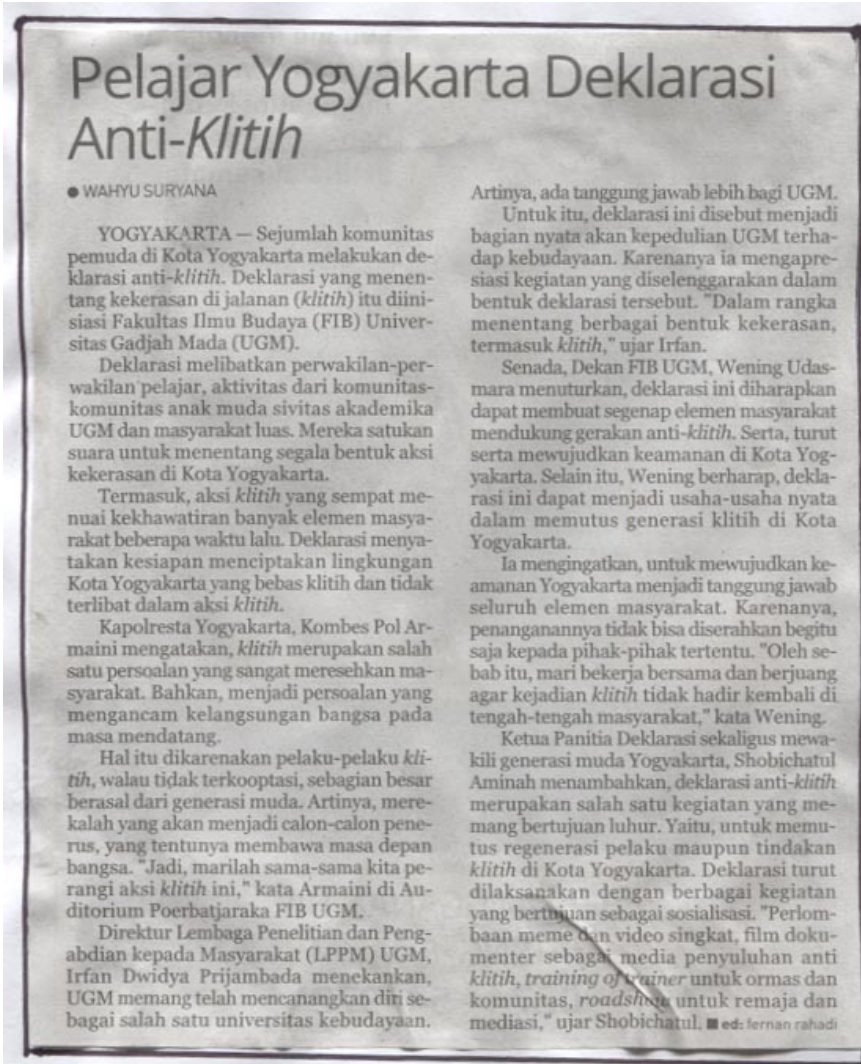 Pelajar Yogyakarta Deklarasi
Anti-Klitih
● WAHYU SURYANA
YOGYAKARTA — Sejumlah komunitas
pemuda di Kota Yogyakarta melakukan de-
klarasi anti-klitih. Deklarasi yang menen-
tang kekerasan di jalanan (klitih) itu diini-
siasi Fakultas Ilmu Budaya (FIB) Univer-
sitas Gadjah Mada (UGM).
Deklarasi melibatkan perwakilan-per-
wakilan pelajar, aktivitas dari komunitas-
komunitas anak muda sivitas akademika
UGM dan masyarakat luas. Mereka satukan
suara untuk menentang segala bentuk aksi
kekerasan di Kota Yogyakarta.
Termasuk, aksi klitih yang sempat me-
nuai kekhawatiran banyak elemen masya-
rakat beberapa waktu lalu. Deklarasi menya-
takan kesiapan menciptakan lingkungan
Kota Yogyakarta yang bebas klitih dan tidak
terlibat dalam aksi klitih.
Kapolresta Yogyakarta, Kombes Pol Ar-
maini mengatakan, klitih merupakan salah
satu persoalan yang sangat meresehkan ma-
syarakat. Bahkan, menjadi persoalan yang
mengancam kelangsungan bangsa pada
masa mendatang.
Hal itu dikarenakan pelaku-pelaku kli-
tih, walau tidak terkooptasi, sebagian besar
berasal dari generasi muda. Artinya, mere-
kalah yang akan menjadi calon-calon pene-
rus, yang tentunya membawa masa depan
bangsa. "Jadi, marilah sama-sama kita pe-
rangi aksi klitih ini," kata Armaini di Au-
ditorium Poerbatjaraka FIB UGM.
Direktur Lembaga Penelitian dan Peng-
abdian kepada Masyarakat (LPPM) UGM,
Irfan Dwidya Prijambada menekankan,
UGM memang telah mencanangkan diri se-
bagai salah satu universitas kebudayaan.
Artinya, ada tanggung jawab lebih bagi UGM.
Untuk itu, deklarasi ini disebut menjadi
bagian nyata akan kepedulian UGM terha-
dap kebudayaan. Karenanya ia mengapre-
siasi kegiatan yang diselenggarakan dalam
bentuk deklarasi tersebut. "Dalam rangka
menentang berbagai bentuk kekerasan,
termasuk klitih," ujar Irfan.
Senada, Dekan FIB UGM, Wening Udas-
mara menuturkan, deklarasi ini diharapkan
dapat membuat segenap elemen masyarakat
mendukung gerakan anti-klitih. Serta, turut
serta mewujudkan keamanan di Kota Yog-
yakarta. Selain itu, Wening berharap, dekla-
rasi ini dapat menjadi usaha-usaha nyata
dalam memutus generasi klitih di Kota
Yogyakarta.
Ia mengingatkan, untuk mewujudkan ke-
amanan Yogyakarta menjadi tanggung jawab
seluruh elemen masyarakat. Karenanya,
penanganannya tidak bisa diserahkan begitu
saja kepada pihak-pihak tertentu. "Oleh se-
bab itu, mari bekerja bersama dan berjuang
agar kejadian klitih tidak hadir kembali di
tengah-tengah masyarakat," kata Wening.
Ketua Panitia Deklarasi sekaligus mewa-
kili generasi muda Yogyakarta, Shobichatul
Aminah menambahkan, deklarasi anti-klitih
merupakan salah satu kegiatan yang me-
mang bertujuan luhur. Yaitu, untuk memu-
tus regenerasi pelaku maupun tindakan
klitih di Kota Yogyakarta. Deklarasi turut
dilaksanakan dengan berbagai kegiatan
yang bertujuan sebagai sosialisasi. "Perlom-
baan meme dan video singkat, film doku-
menter sebagai media penyuluhan anti
klitih, training of trainer untuk ormas dan
komunitas, roadshow untuk remaja dan
mediasi," ujar Shobichatul. ■ ed: fernan rahadi